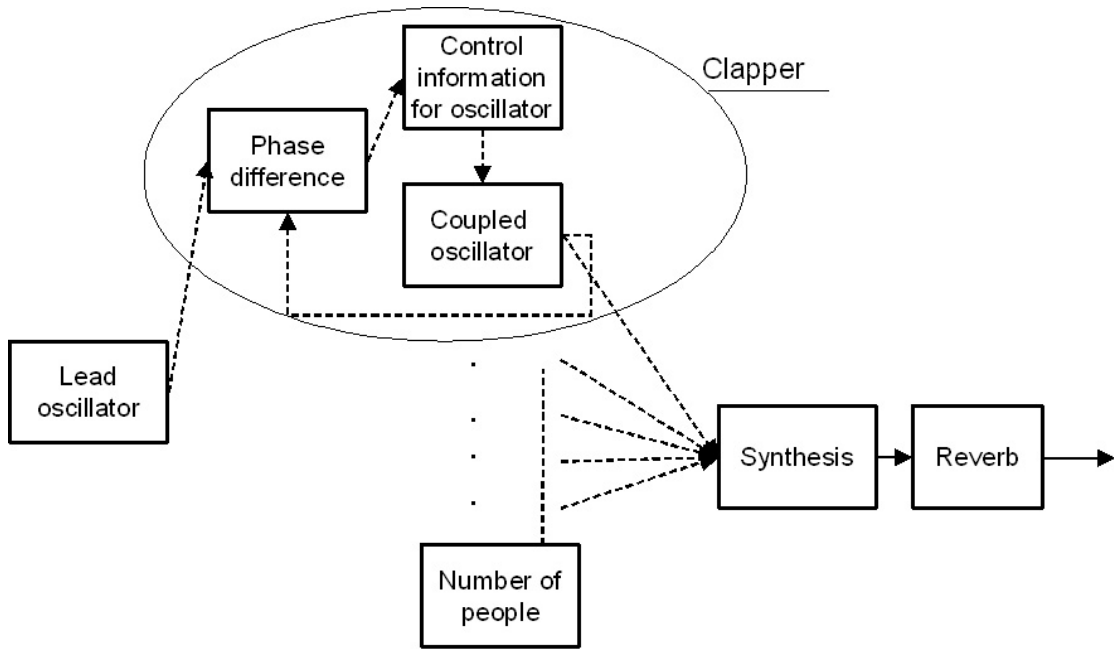 Control
information
for oscillator
Clapper
Phase
difference
Coupled
oscillator
Lead
oscillator
Synthesis
Reverb
Number of
people